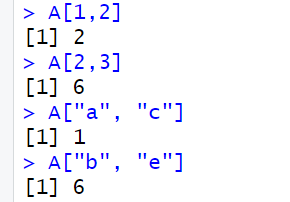 > A[1,2]
[1] 2
> A[2,3]
[1] 6
> A["a", "c"]
[1] 1
> A["b", "e"]
[1] 6